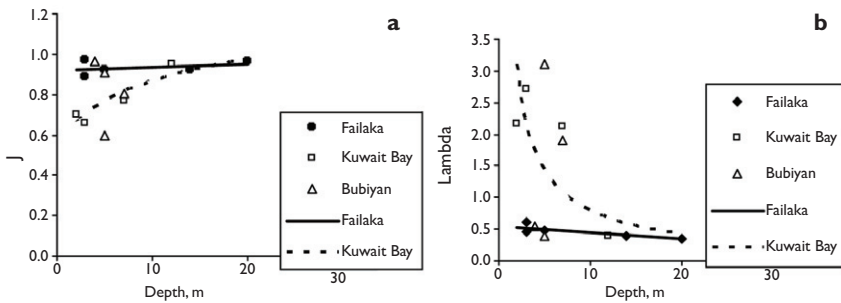 a
J
1.2
1.0
0.8
0.6
0.4
0.2
0.0
0
10
20
30
Depth, m
Failaka
Kuwait Bay
Bubiyan
Failaka
Kuwait Bay
b
Lambda
3.5
3.0
2.5
2.0
1.5
1.0
0.5
0.0
0
10
20
30
Depth, m
Failaka
Kuwait Bay
Bubiyan
Failaka
Kuwait Bay